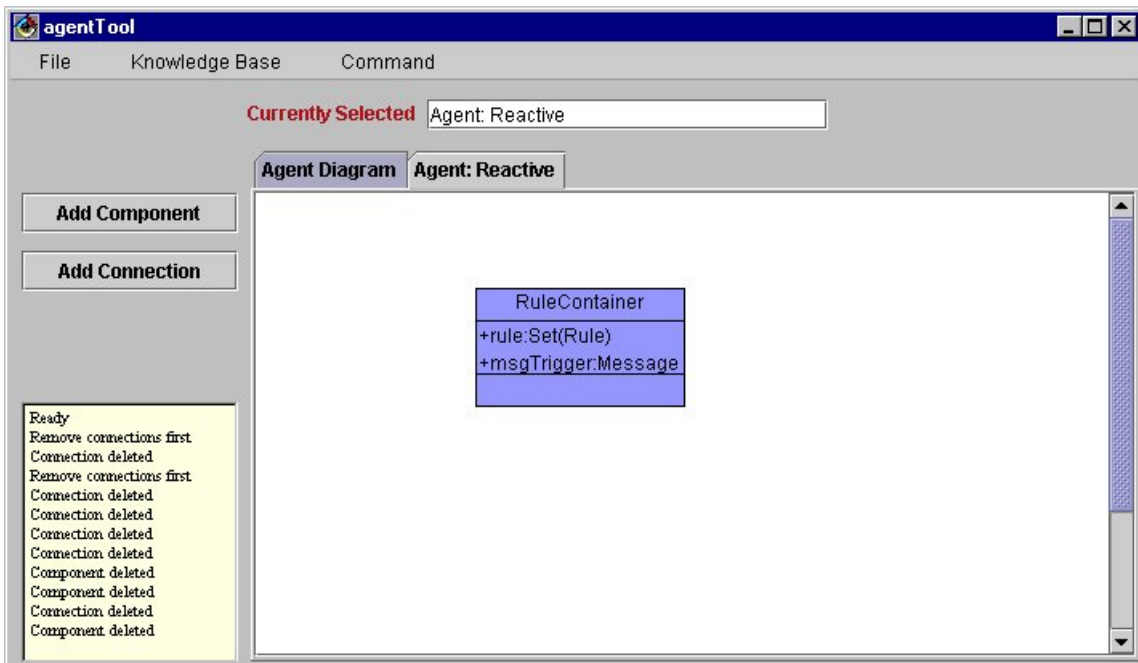 agentTool
File Knowledge Base Command
Currently Selected Agent: Reactive
Agent Diagram Agent: Reactive
Add Component
Add Connection
RuleContainer
+rule:Set(Rule)
+msgTrigger:Message
Ready
Remove connections first
Connection deleted
Remove connections first
Connection deleted
Connection deleted
Connection deleted
Connection deleted
Component deleted
Component deleted
Connection deleted
Component deleted